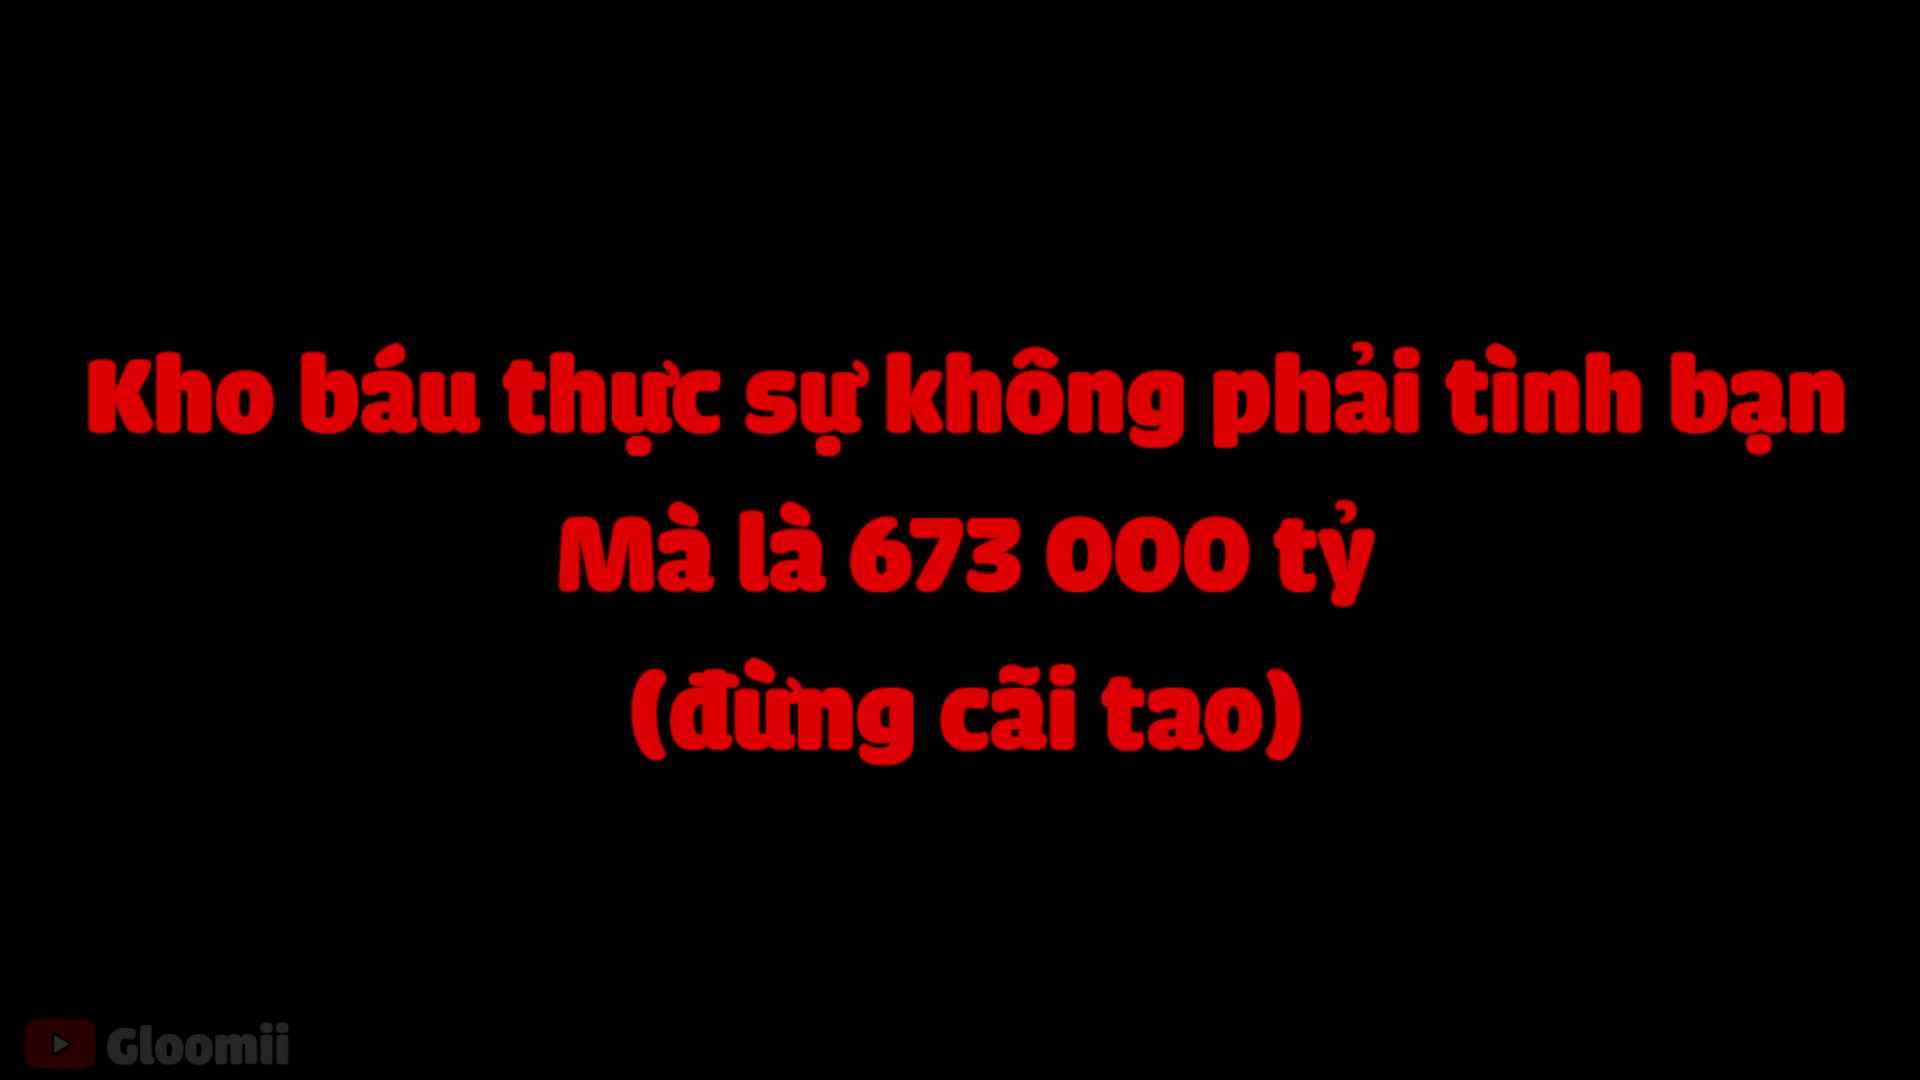 Kho báu thực sự không phải tình bạn
Mà là 673 000 tỷ
(đừng cãi tao)
Gloomii